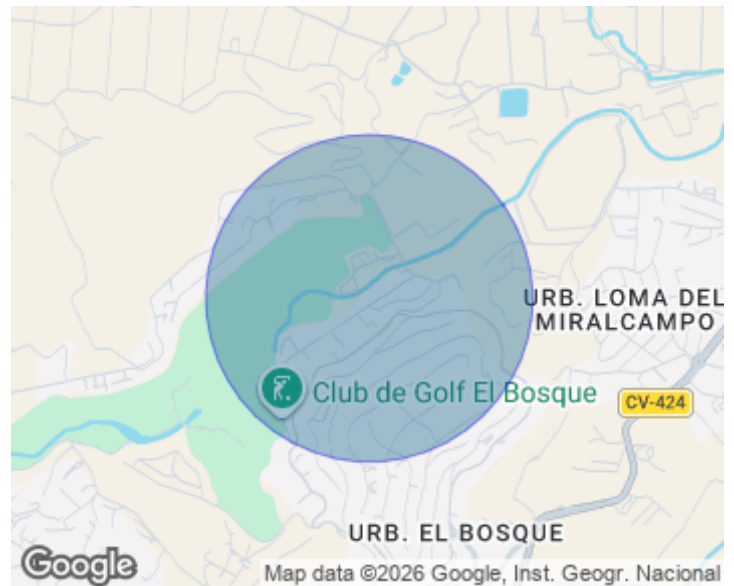 URB. LOMA DEL
MIRALCAMPO
Club de Golf El Bosque
CV-424
URB. EL BOSQUE
Google
Map data ©2026 Google, Inst. Geogr. Nacional